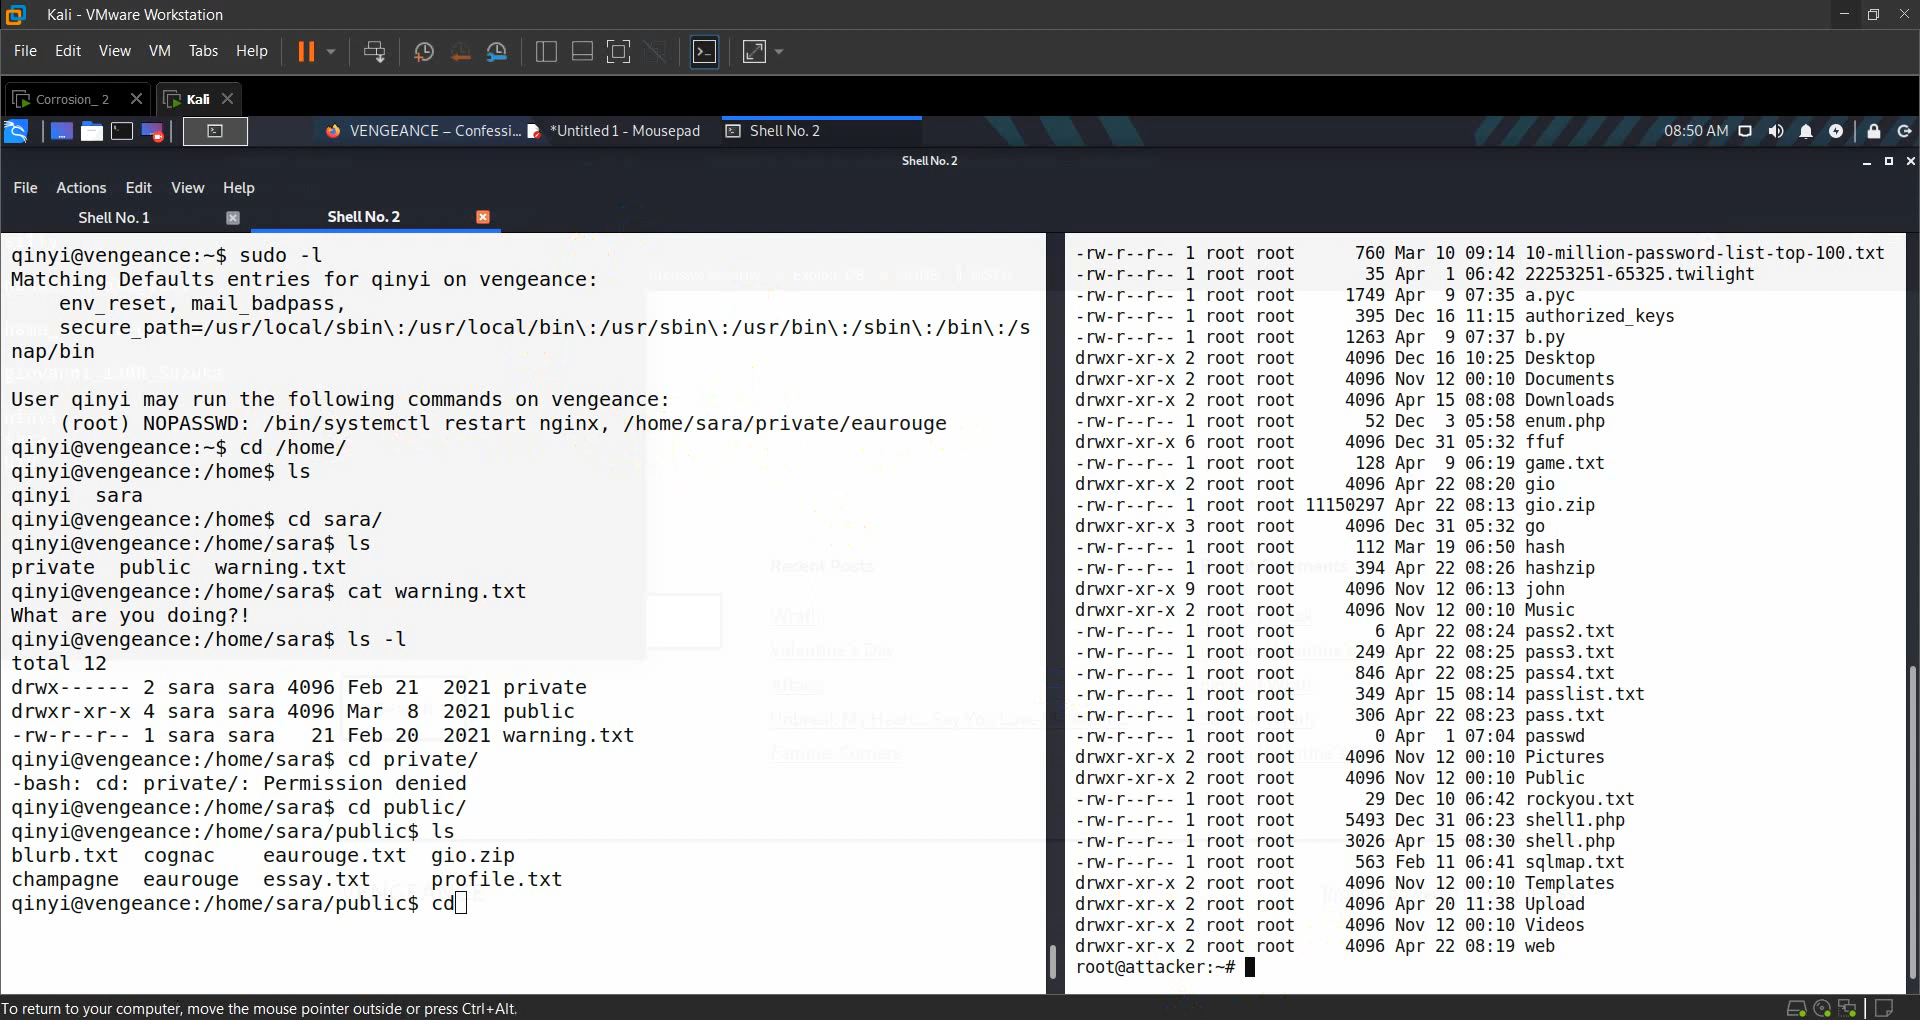 Kali - VMware Workstation
File Edit View VM Tabs Help
Corrosion_ 2 Kali
VENGEANCE – Confessi... *Untitled 1 - Mousepad Shell No. 2 08:50 AM
Shell No. 2
File Actions Edit View Help
Shell No. 1 Shell No. 2
qinyi@vengeance:~$ sudo -l
Matching Defaults entries for qinyi on vengeance:
    env_reset, mail_badpass,
    secure_path=/usr/local/sbin\:/usr/local/bin\:/usr/sbin\:/usr/bin\:/sbin\:/bin\:/s
nap/bin
User qinyi may run the following commands on vengeance:
    (root) NOPASSWD: /bin/systemctl restart nginx, /home/sara/private/eaurouge
qinyi@vengeance:~$ cd /home/
qinyi@vengeance:/home$ ls
qinyi  sara
qinyi@vengeance:/home$ cd sara/
qinyi@vengeance:/home/sara$ ls
private  public  warning.txt
qinyi@vengeance:/home/sara$ cat warning.txt
What are you doing?!
qinyi@vengeance:/home/sara$ ls -l
total 12
drwx------ 2 sara sara 4096 Feb 21  2021 private
drwxr-xr-x 4 sara sara 4096 Mar  8  2021 public
-rw-r--r-- 1 sara sara   21 Feb 20  2021 warning.txt
qinyi@vengeance:/home/sara$ cd private/
-bash: cd: private/: Permission denied
qinyi@vengeance:/home/sara$ cd public/
qinyi@vengeance:/home/sara/public$ ls
blurb.txt  cognac    eaurouge.txt  gio.zip
champagne  eaurouge  essay.txt     profile.txt
qinyi@vengeance:/home/sara/public$ cd
-rw-r--r-- 1 root root      760 Mar 10 09:14 10-million-password-list-top-100.txt
-rw-r--r-- 1 root root       35 Apr  1 06:42 22253251-65325.twilight
-rw-r--r-- 1 root root     1749 Apr  9 07:35 a.pyc
-rw-r--r-- 1 root root      395 Dec 16 11:15 authorized_keys
-rw-r--r-- 1 root root     1263 Apr  9 07:37 b.py
drwxr-xr-x 2 root root     4096 Dec 16 10:25 Desktop
drwxr-xr-x 2 root root     4096 Nov 12 00:10 Documents
drwxr-xr-x 2 root root     4096 Apr 15 08:08 Downloads
-rw-r--r-- 1 root root       52 Dec  3 05:58 enum.php
drwxr-xr-x 6 root root     4096 Dec 31 05:32 ffuf
-rw-r--r-- 1 root root      128 Apr  9 06:19 game.txt
drwxr-xr-x 2 root root     4096 Apr 22 08:20 gio
-rw-r--r-- 1 root root 11150297 Apr 22 08:13 gio.zip
drwxr-xr-x 3 root root     4096 Dec 31 05:32 go
-rw-r--r-- 1 root root      112 Mar 19 06:50 hash
-rw-r--r-- 1 root root      394 Apr 22 08:26 hashzip
drwxr-xr-x 9 root root     4096 Nov 12 06:13 john
drwxr-xr-x 2 root root     4096 Nov 12 00:10 Music
-rw-r--r-- 1 root root        6 Apr 22 08:24 pass2.txt
-rw-r--r-- 1 root root      249 Apr 22 08:25 pass3.txt
-rw-r--r-- 1 root root      846 Apr 22 08:25 pass4.txt
-rw-r--r-- 1 root root      349 Apr 15 08:14 passlist.txt
-rw-r--r-- 1 root root      306 Apr 22 08:23 pass.txt
-rw-r--r-- 1 root root        0 Apr  1 07:04 passwd
drwxr-xr-x 2 root root     4096 Nov 12 00:10 Pictures
drwxr-xr-x 2 root root     4096 Nov 12 00:10 Public
-rw-r--r-- 1 root root       29 Dec 10 06:42 rockyou.txt
-rw-r--r-- 1 root root     5493 Dec 31 06:23 shell1.php
-rw-r--r-- 1 root root     3026 Apr 15 08:30 shell.php
-rw-r--r-- 1 root root      563 Feb 11 06:41 sqlmap.txt
drwxr-xr-x 2 root root     4096 Nov 12 00:10 Templates
drwxr-xr-x 2 root root     4096 Apr 20 11:38 Upload
drwxr-xr-x 2 root root     4096 Nov 12 00:10 Videos
drwxr-xr-x 2 root root     4096 Apr 22 08:19 web
root@attacker:~#
Recent Posts
Valentine's Day
To return to your computer, move the mouse pointer outside or press Ctrl+Alt.